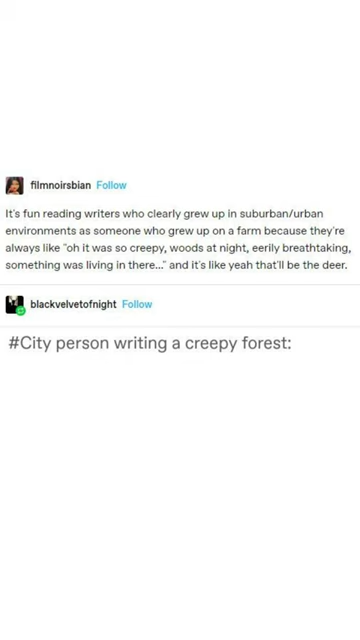 filmnoirsbian Follow
It's fun reading writers who clearly grew up in suburban/urban
environments as someone who grew up on a farm because they're
always like "oh it was so creepy, woods at night, eerily breathtaking,
something was living in there..." and it's like yeah that'll be the deer.
blackvelvetofnight Follow
#City person writing a creepy forest: